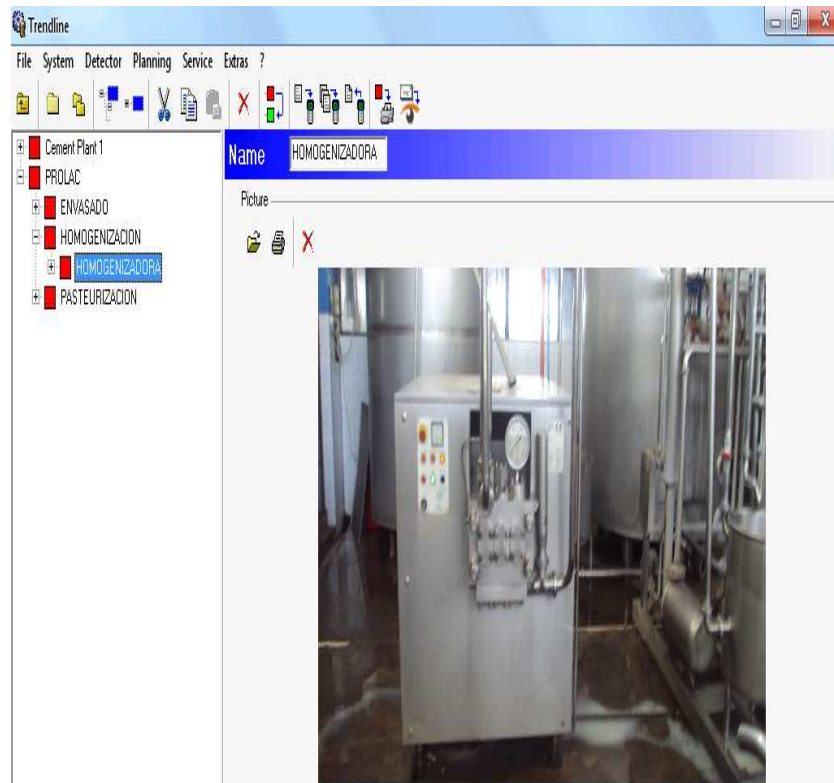 Trendline
File System Detector Planning Service Extras ?
Cement Plant 1
PROLAC
ENVASADO
HOMOGENIZACION
HOMOGENIZADORA
PASTEURIZACION
Name HOMOGENIZADORA
Picture